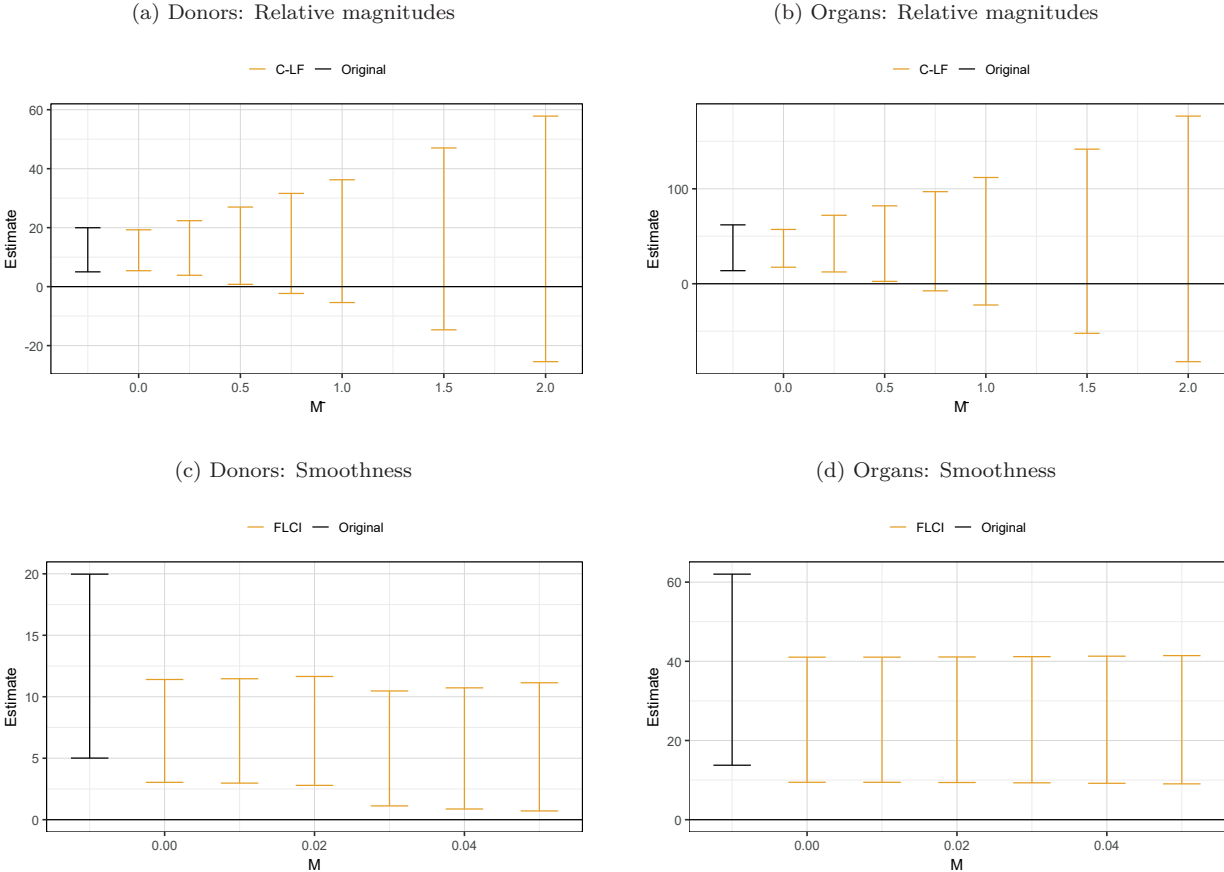 (a) Donors: Relative magnitudes
C-LF Original
60
40
20
0
-20
Estimate
0.0 0.5 1.0 1.5 2.0
M̄
(b) Organs: Relative magnitudes
C-LF Original
100
0
Estimate
0.0 0.5 1.0 1.5 2.0
M̄
(c) Donors: Smoothness
FLCI Original
20
15
10
5
0
Estimate
0.00 0.02 0.04
M
(d) Organs: Smoothness
FLCI Original
60
40
20
0
Estimate
0.00 0.02 0.04
M